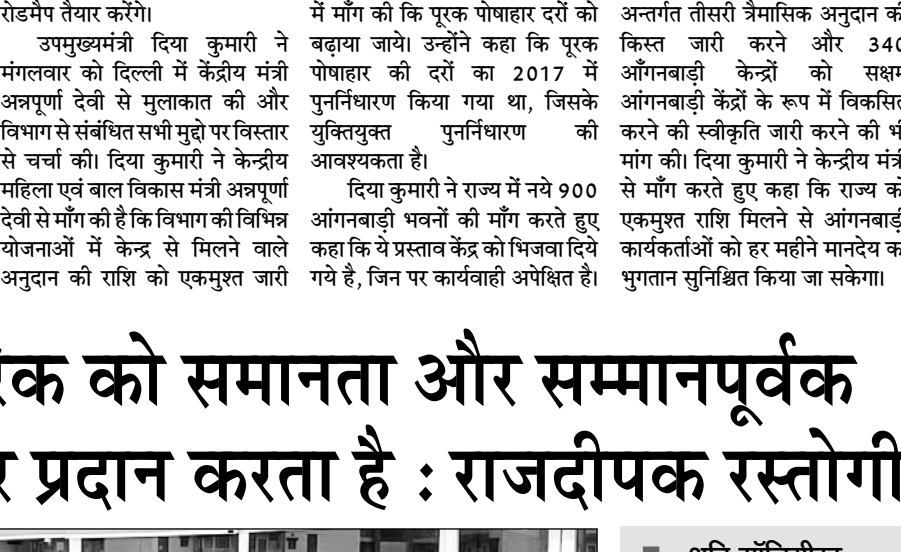 रोडमैप तैयार करेंगे।
उपमुख्यमंत्री दिया कुमारी ने
मंगलवार को दिल्ली में केंद्रीय मंत्री
अन्नपूर्णा देवी से मुलाकात की और
विभाग से संबंधित सभी मुद्दो पर विस्तार
से चर्चा की। दिया कुमारी ने केन्द्रीय
महिला एवं बाल विकास मंत्री अन्नपूर्णा
देवी से माँग की है कि विभाग की विभिन्न
योजनाओं में केन्द्र से मिलने वाले
अनुदान की राशि को एकमुश्त जारी
में माँग की कि पूरक पोषाहार दरों को
बढ़ाया जाये। उन्होंने कहा कि पूरक
पोषाहार की दरों का 2017 में
पुनर्निधारण किया गया था, जिसके
युक्तियुक्त पुनर्निधारण की
आवश्यकता है।
दिया कुमारी ने राज्य में नये 900
आंगनबाड़ी भवनों की माँग करते हुए
कहा कि ये प्रस्ताव केंद्र को भिजवा दिये
गये है, जिन पर कार्यवाही अपेक्षित है।
अन्तर्गत तीसरी त्रैमासिक अनुदान की
किस्त जारी करने और 340
आँगनबाड़ी केन्द्रों को सक्षम
आंगनबाड़ी केंद्रों के रूप में विकसित
करने की स्वीकृति जारी करने की भी
मांग की। दिया कुमारी ने केन्द्रीय मंत्री
से माँग करते हुए कहा कि राज्य को
एकमुश्त राशि मिलने से आंगनबाड़ी
कार्यकर्ताओं को हर महीने मानदेय का
भुगतान सुनिश्चित किया जा सकेगा।
को समानता और सम्मानपूर्वक
प्रदान करता है : राजदीपक रस्तोगी